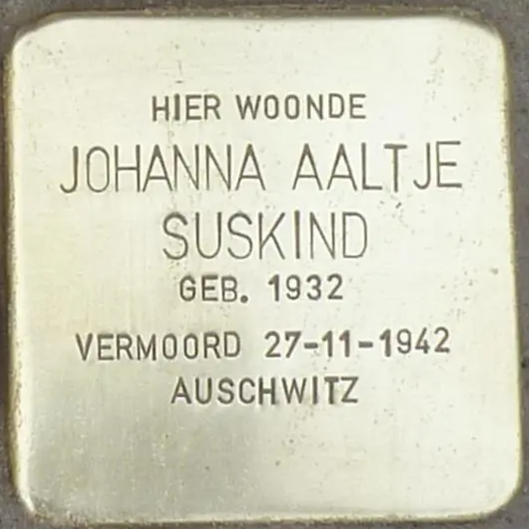 HIER WOONDE
JOHANNA AALTJE
SUSKIND
GEB. 1932
VERMOORD 27-11-1942
AUSCHWITZ